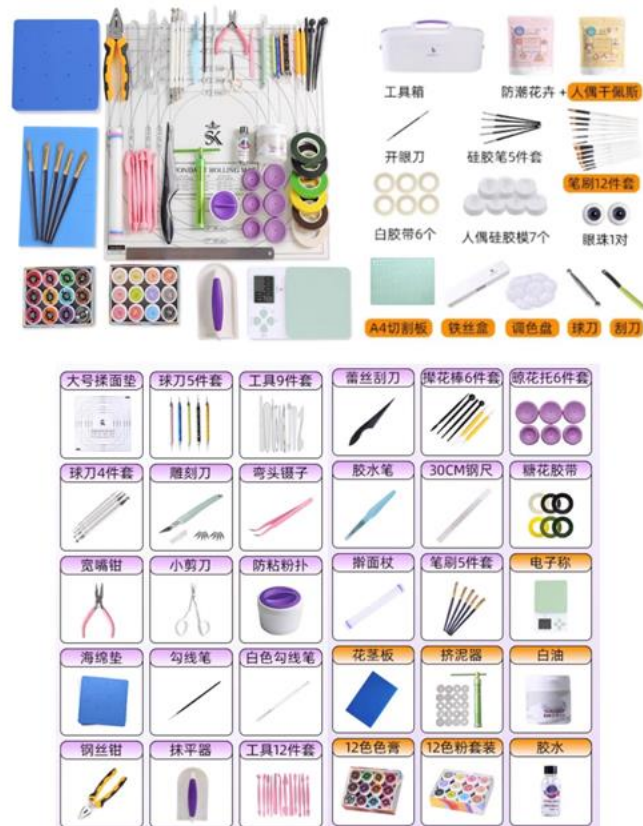 SK
FONDANT ROLLING MAT
工具箱
防潮花卉 + 人偶干佩斯
开眼刀
硅胶笔5件套
笔刷12件套
白胶带6个
人偶硅胶模7个
眼珠1对
A4切割板
铁丝盒
调色盘
球刀
刮刀
大号揉面垫
球刀5件套
工具9件套
蕾丝刮刀
擀花棒6件套
晾花托6件套
球刀4件套
雕刻刀
弯头镊子
胶水笔
30CM钢尺
糖花胶带
宽嘴钳
小剪刀
防粘粉扑
擀面杖
笔刷5件套
电子称
海绵垫
勾线笔
白色勾线笔
花茎板
挤泥器
白油
钢丝钳
抹平器
工具12件套
12色色膏
12色粉套装
胶水